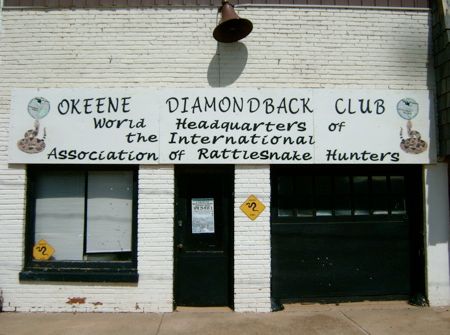 OKEENE DIAMONDBACK CLUB
World Headquarters of
the International
Association of Rattlesnake Hunters